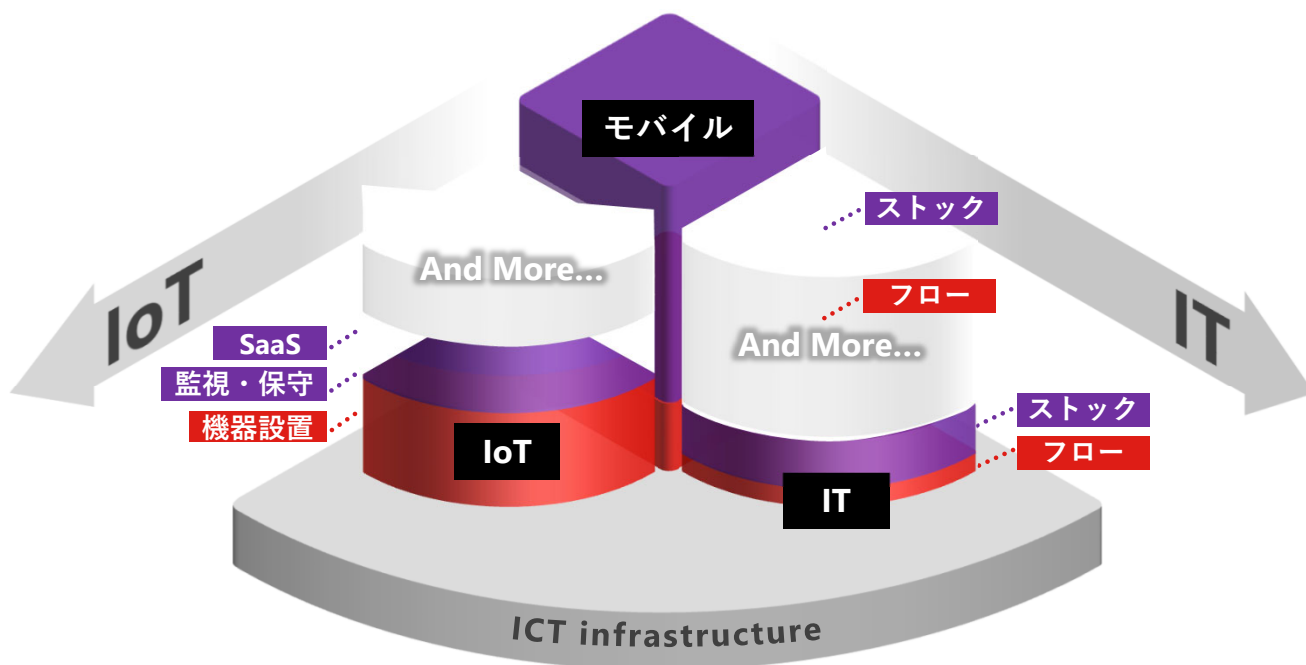 モバイル
ストック
And More...
フロー
IoT
IT
And More...
SaaS
監視・保守
機器設置
ストック
IoT
フロー
IT
ICT infrastructure